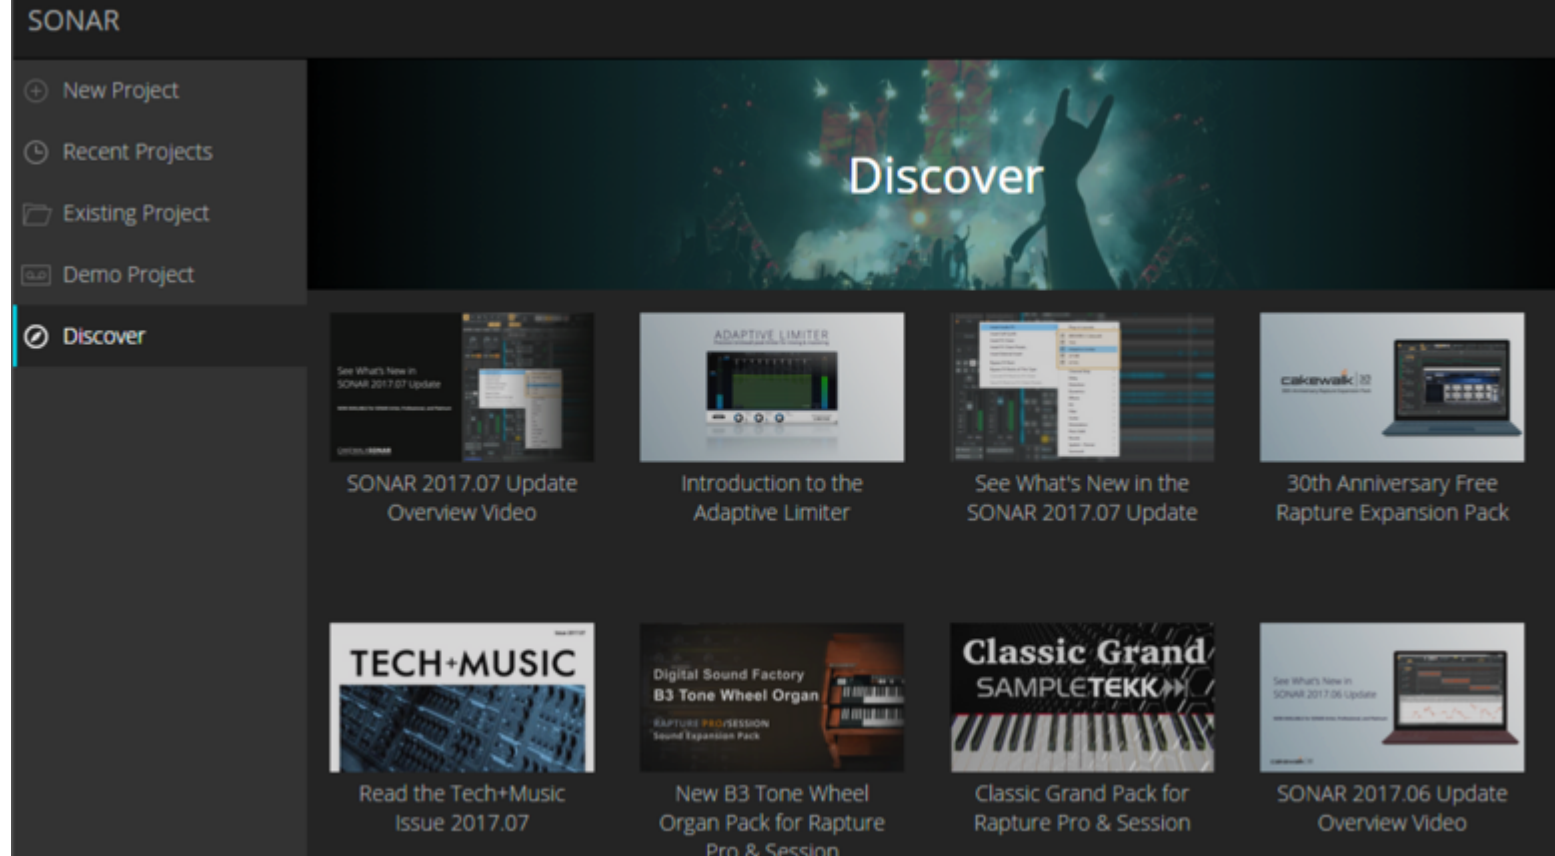 SONAR
New Project
Recent Projects
Existing Project
Demo Project
Discover
Discover
See What's New in
SONAR 2017.07 Update
SONAR 2017.07 Update
Overview Video
ADAPTIVE LIMITER
Introduction to the
Adaptive Limiter
See What's New in the
SONAR 2017.07 Update
cakewalk 30
30th Anniversary Free
Rapture Expansion Pack
Issue 2017.07
TECH+MUSIC
Read the Tech+Music
Issue 2017.07
Digital Sound Factory
B3 Tone Wheel Organ
RAPTURE PRO/SESSION
Sound Expansion Pack
New B3 Tone Wheel
Organ Pack for Rapture
Pro & Session
Classic Grand
SAMPLETEKK
Classic Grand Pack for
Rapture Pro & Session
See What's New in
SONAR 2017.06 Update
SONAR 2017.06 Update
Overview Video